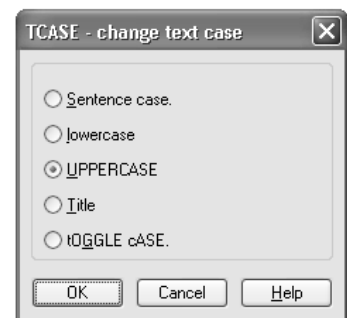 TCASE - change text case
Sentence case.
lowercase
UPPERCASE
Title
tOGGLE cASE.
OK Cancel Help